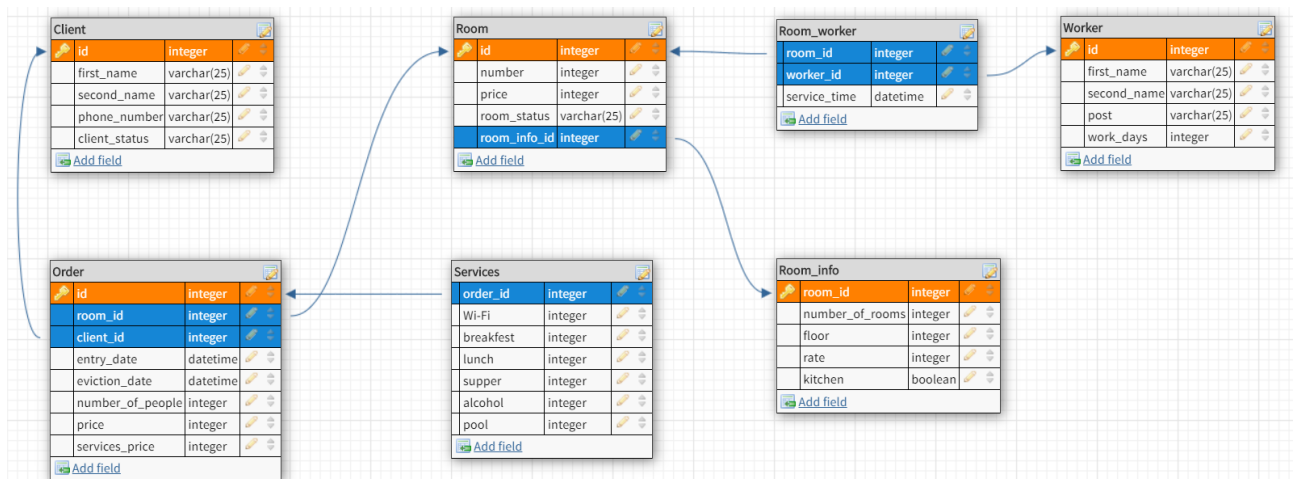 Client
id integer
first_name varchar(25)
second_name varchar(25)
phone_number varchar(25)
client_status varchar(25)
Add field
Room
id integer
number integer
price integer
room_status varchar(25)
room_info_id integer
Add field
Room_worker
room_id integer
worker_id integer
service_time datetime
Add field
Worker
id integer
first_name varchar(25)
second_name varchar(25)
post varchar(25)
work_days integer
Add field
Order
id integer
room_id integer
client_id integer
entry_date datetime
eviction_date datetime
number_of_people integer
price integer
services_price integer
Add field
Services
order_id integer
Wi-Fi integer
breakfest integer
lunch integer
supper integer
alcohol integer
pool integer
Add field
Room_info
room_id integer
number_of_rooms integer
floor integer
rate integer
kitchen boolean
Add field